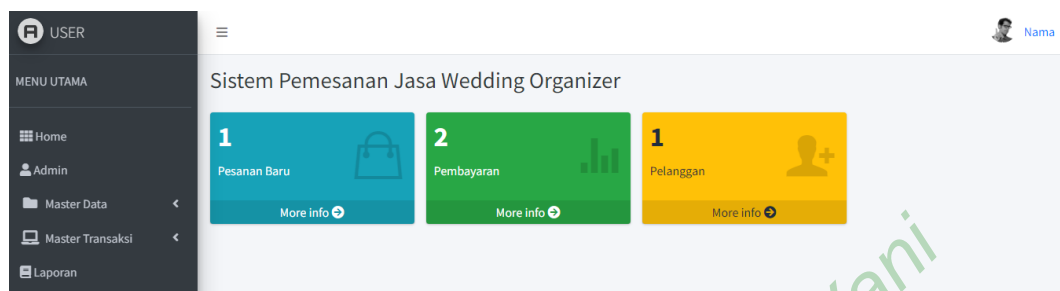 USER
Nama
MENU UTAMA
Home
Admin
Master Data
Master Transaksi
Laporan
Sistem Pemesanan Jasa Wedding Organizer
1
Pesanan Baru
More info
2
Pembayaran
More info
1
Pelanggan
More info